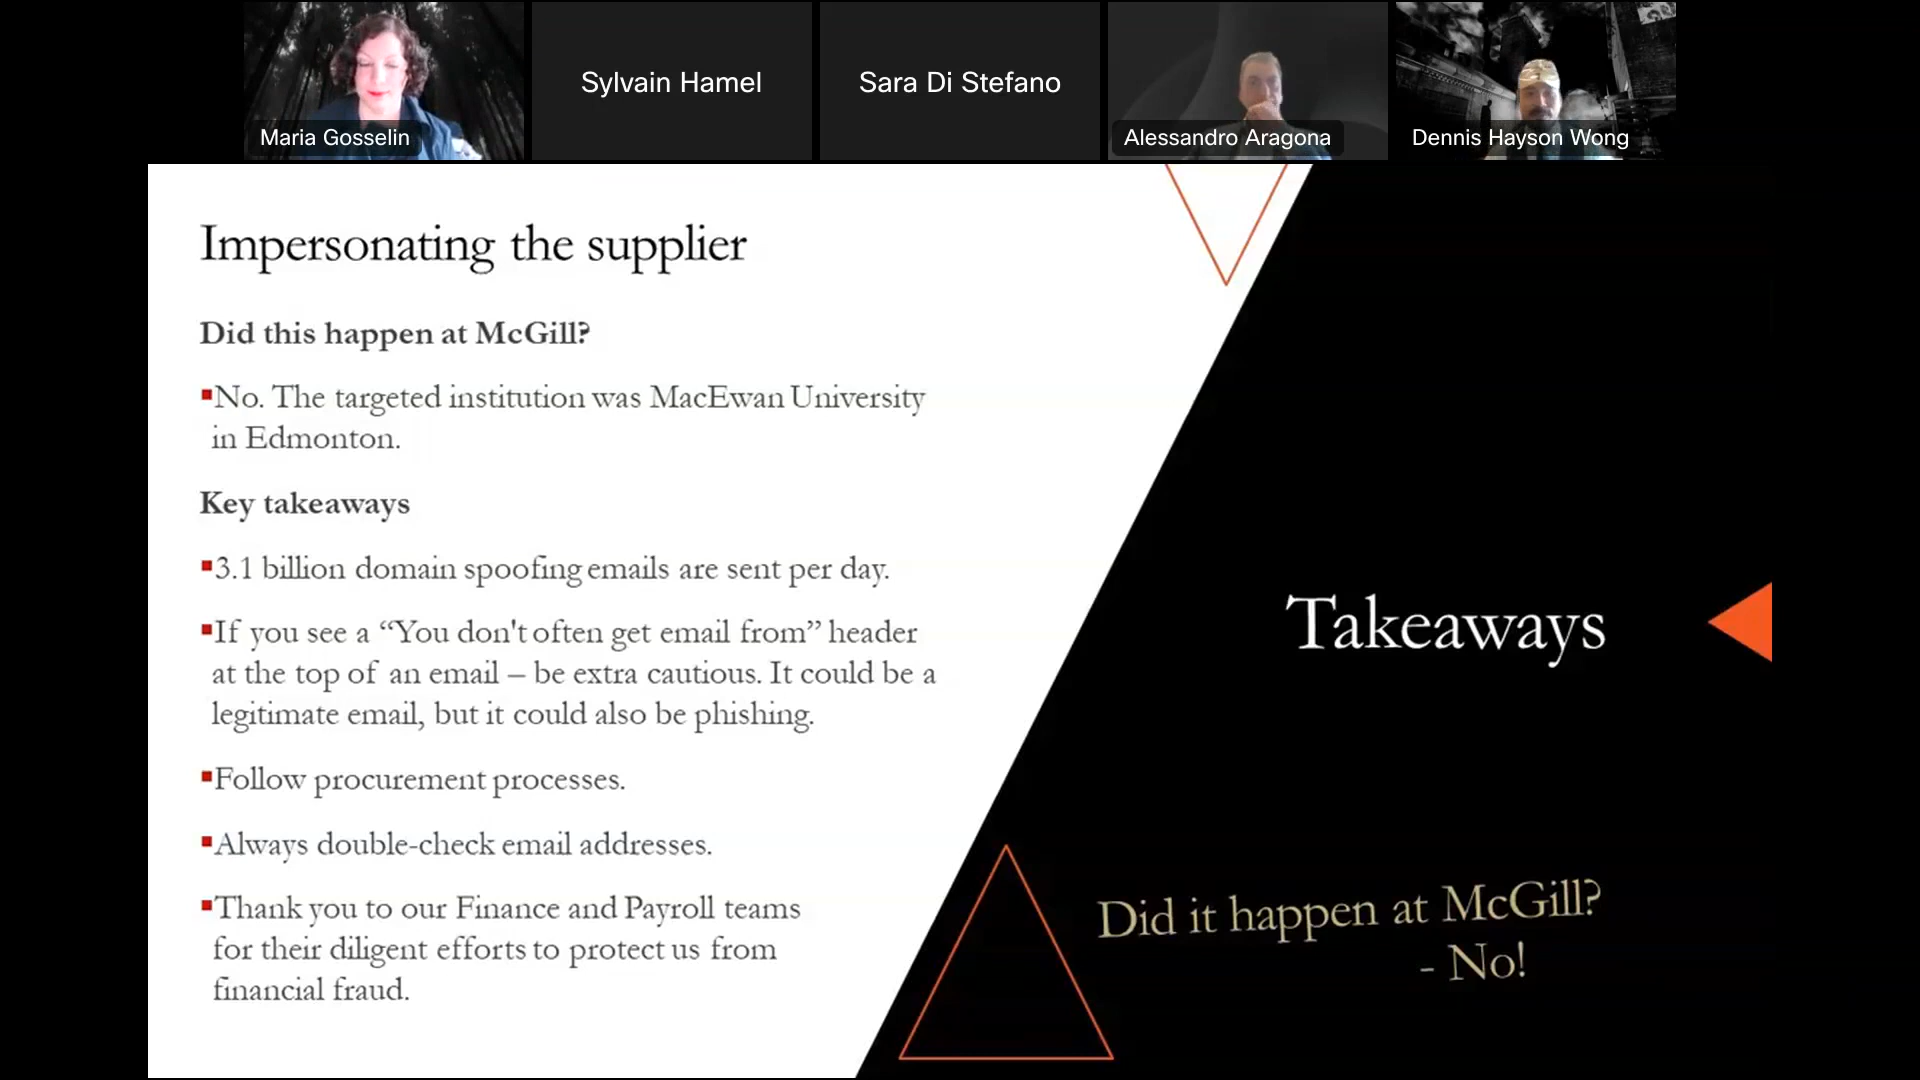 Maria Gosselin
Sylvain Hamel
Sara Di Stefano
Alessandro Aragona
Dennis Hayson Wong
Impersonating the supplier
Did this happen at McGill?
▪No. The targeted institution was MacEwan University
in Edmonton.
Key takeaways
▪3.1 billion domain spoofing emails are sent per day.
▪If you see a “You don't often get email from” header
at the top of an email – be extra cautious. It could be a
legitimate email, but it could also be phishing.
▪Follow procurement processes.
▪Always double-check email addresses.
▪Thank you to our Finance and Payroll teams
for their diligent efforts to protect us from
financial fraud.
Takeaways
Did it happen at McGill?
- No!